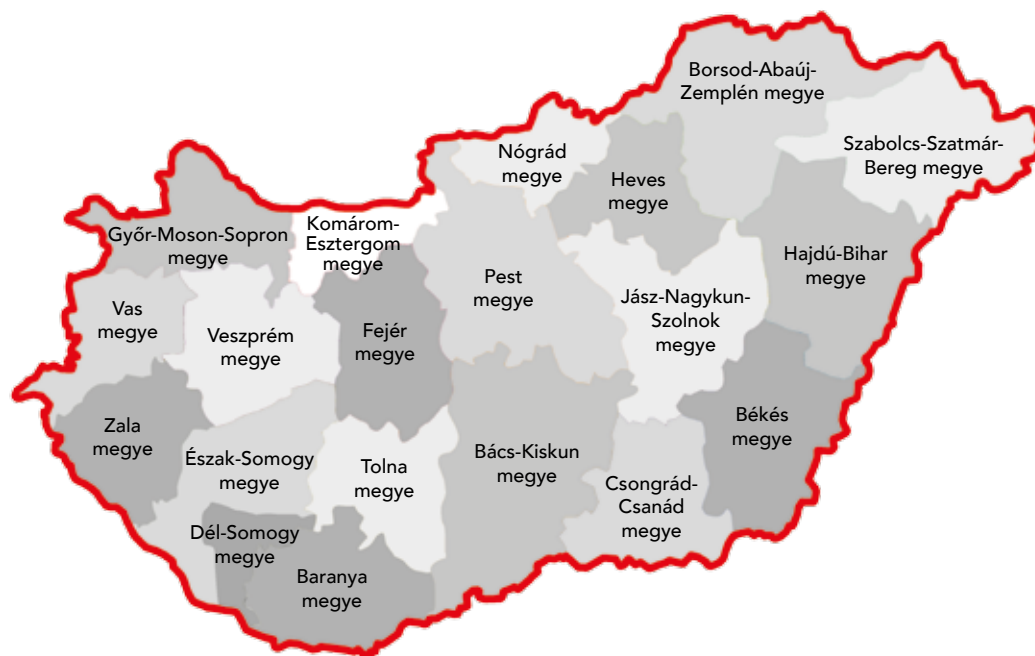 Borsod-Abaúj-
Zemplén megye
Szabolcs-Szatmár-
Bereg megye
Nógrád
megye
Heves
megye
Komárom-
Esztergom
megye
Győr-Moson-Sopron
megye
Hajdú-Bihar
megye
Pest
megye
Jász-Nagykun-
Szolnok
megye
Vas
megye
Veszprém
megye
Fejér
megye
Zala
megye
Békés
megye
Észak-Somogy
megye
Tolna
megye
Bács-Kiskun
megye
Csongrád-
Csanád
megye
Dél-Somogy
megye
Baranya
megye